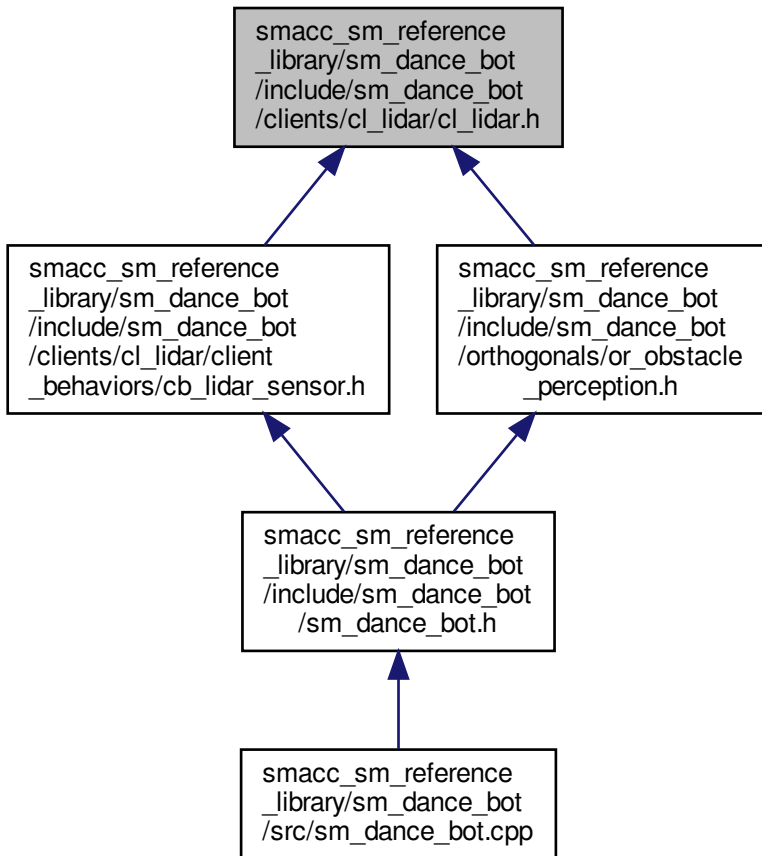 smacc_sm_reference
_library/sm_dance_bot
/include/sm_dance_bot
/clients/cl_lidar/cl_lidar.h
smacc_sm_reference
_library/sm_dance_bot
/include/sm_dance_bot
/clients/cl_lidar/client
_behaviors/cb_lidar_sensor.h
smacc_sm_reference
_library/sm_dance_bot
/include/sm_dance_bot
/orthogonals/or_obstacle
_perception.h
smacc_sm_reference
_library/sm_dance_bot
/include/sm_dance_bot
/sm_dance_bot.h
smacc_sm_reference
_library/sm_dance_bot
/src/sm_dance_bot.cpp